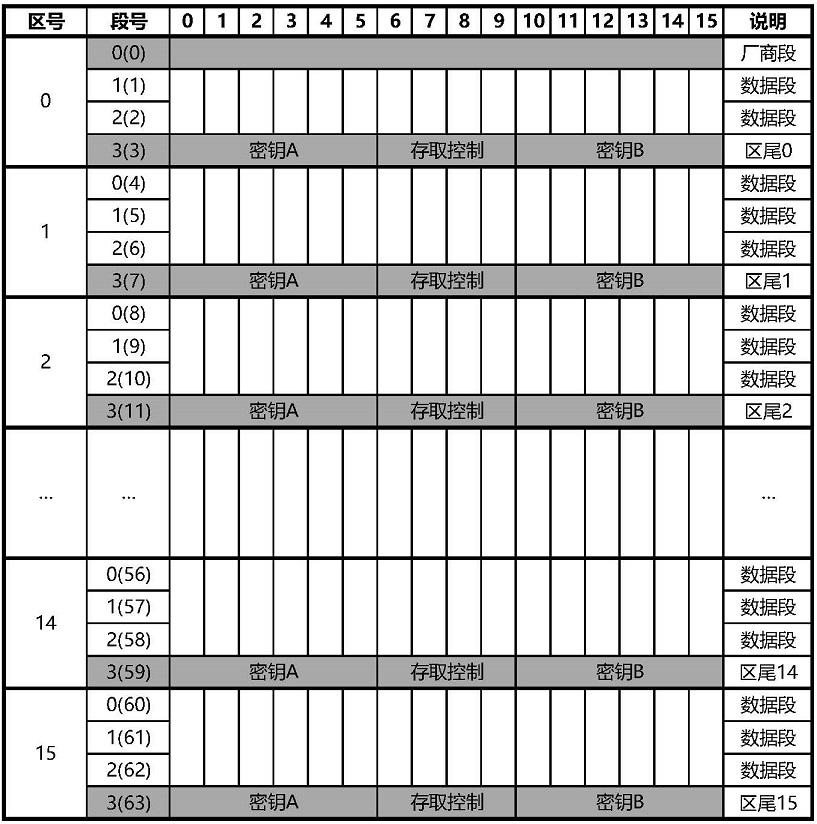 区号 段号 0 1 2 3 4 5 6 7 8 9 10 11 12 13 14 15 说明
0(0) 厂商段
0
1(1) 数据段
2(2) 数据段
3(3) 密钥A 存取控制 密钥B 区尾0
0(4) 数据段
1
1(5) 数据段
2(6) 数据段
3(7) 密钥A 存取控制 密钥B 区尾1
0(8) 数据段
2
1(9) 数据段
2(10) 数据段
3(11) 密钥A 存取控制 密钥B 区尾2
... ... ...
0(56) 数据段
14
1(57) 数据段
2(58) 数据段
3(59) 密钥A 存取控制 密钥B 区尾14
0(60) 数据段
15
1(61) 数据段
2(62) 数据段
3(63) 密钥A 存取控制 密钥B 区尾15